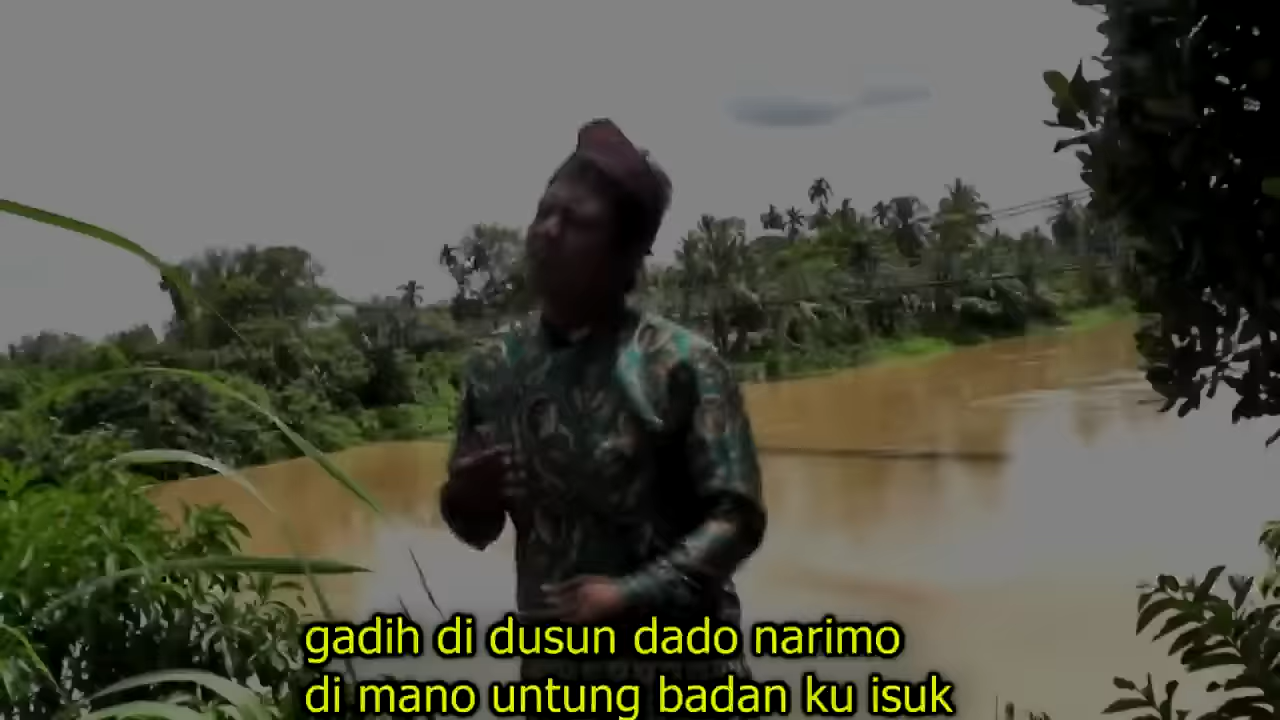 gadih di dusun dado narimo
di mano untung badan ku isuk